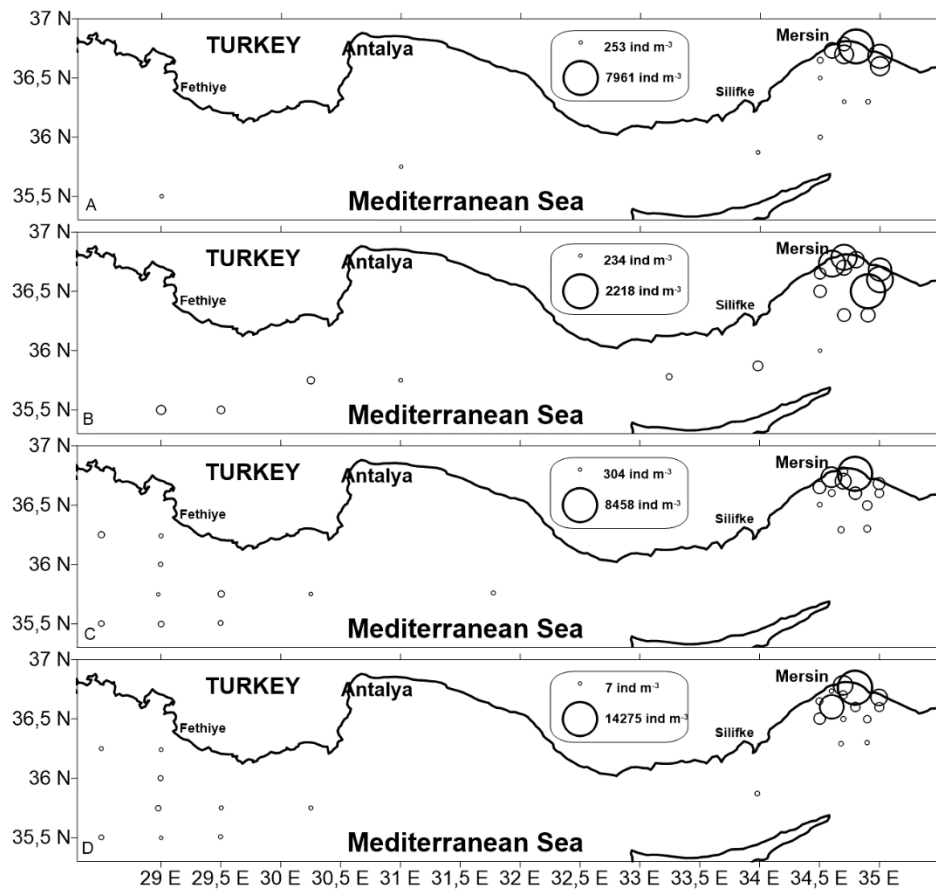 37 N
TURKEY
Antalya
253 ind m-3
Mersin
36,5 N
Fethiye
7961 ind m-3
Silifke
36 N
35,5 N
A
Mediterranean Sea
37 N
TURKEY
Antalya
234 ind m-3
Mersin
36,5 N
Fethiye
2218 ind m-3
Silifke
36 N
35,5 N
B
Mediterranean Sea
37 N
TURKEY
Antalya
304 ind m-3
Mersin
36,5 N
Fethiye
8458 ind m-3
Silifke
36 N
35,5 N
C
Mediterranean Sea
37 N
TURKEY
Antalya
7 ind m-3
Mersin
36,5 N
Fethiye
14275 ind m-3
Silifke
36 N
35,5 N
D
Mediterranean Sea
29 E 29,5 E 30 E 30,5 E 31 E 31,5 E 32 E 32,5 E 33 E 33,5 E 34 E 34,5 E 35 E